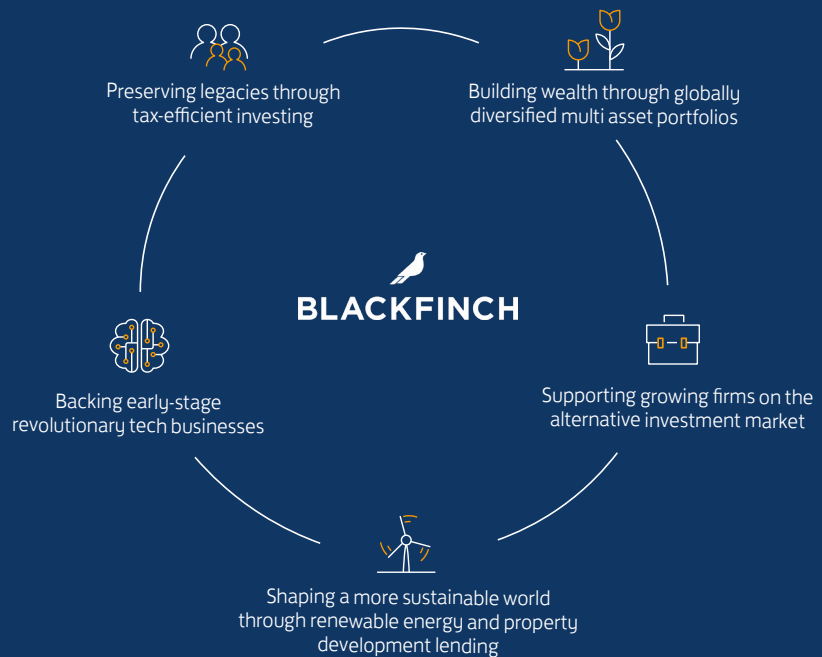 Preserving legacies through
tax-efficient investing
Building wealth through globally
diversified multi asset portfolios
BLACKFINCH
Backing early-stage
revolutionary tech businesses
Supporting growing firms on the
alternative investment market
Shaping a more sustainable world
through renewable energy and property
development lending